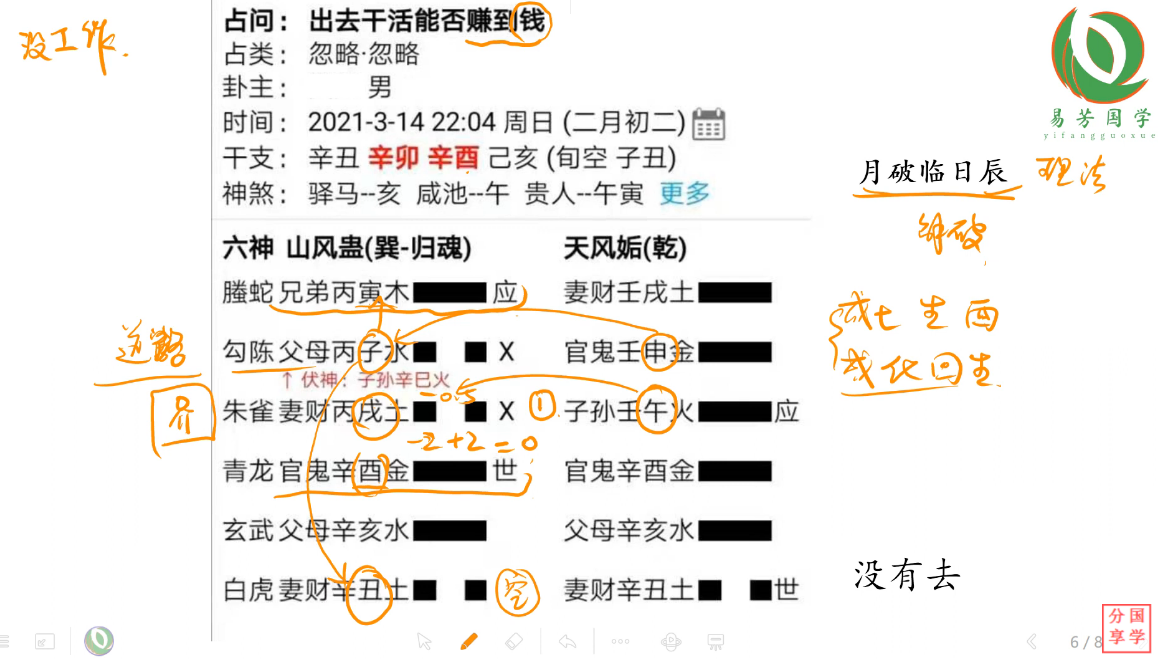 没工作.
占问： 出去干活能否赚到钱
占类： 忽略·忽略
卦主： 男
时间： 2021-3-14 22:04 周日 (二月初二)
干支： 辛丑 辛卯 辛酉 己亥 (旬空 子丑)
神煞： 驿马--亥 咸池--午 贵人--午寅 更多
易芳国学
yifangguoxue
月破临日辰 理法
解破
六神 山风蛊(巽-归魂) 天风姤(乾)
螣蛇 兄弟丙寅木 应 妻财壬戌土
戌土生酉
道路
勾陈 父母丙子水 X 官鬼壬申金
↑ 伏神：子孙辛巳火
戌化回生
-0.5
朱雀 妻财丙戌土 X ① 子孙壬午火 应
-2+2=0
青龙 官鬼辛酉金 世 官鬼辛酉金
玄武 父母辛亥水 父母辛亥水
没有去
白虎 妻财辛丑土 空 妻财辛丑土 世
6/8
分国
享学